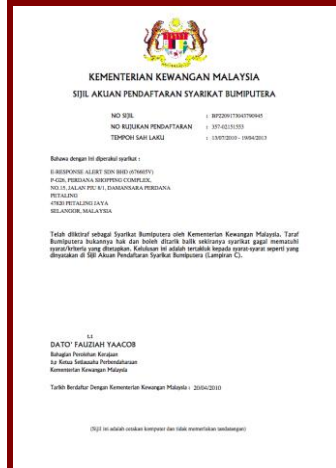 KEMENTERIAN KEWANGAN MALAYSIA
SIJIL AKUAN PENDAFTARAN SYARIKAT BUMIPUTERA
NO SIJIL : BPZ209173043790945
NO RUJUKAN PENDAFTARAN : 357-02151353
TEMPOH SAH LAKU : 13/07/2010 - 19/04/2013
Bahawa dengan ini diperakui syarikat :
E-RESPONSE ALERT SDN BHD (676605V)
P-G26, PERDANA SHOPPING COMPLEX,
NO.15, JALAN PJU 8/1, DAMANSARA PERDANA
PETALING
47820 PETALING JAYA
SELANGOR, MALAYSIA
Telah diiktiraf sebagai Syarikat Bumiputera oleh Kementerian Kewangan Malaysia. Taraf
Bumiputera bukannya hak dan boleh ditarik balik sekiranya syarikat gagal mematuhi
syarat/kriteria yang ditetapkan. Kelulusan ini adalah tertakluk kepada syarat-syarat seperti yang
dinyatakan di Sijil Akuan Pendaftaran Syarikat Bumiputera (Lampiran C).
t.t
DATO' FAUZIAH YAACOB
Bahagian Perolehan Kerajaan
b.p Ketua Setiausaha Perbendaharaan
Kementerian Kewangan Malaysia
Tarikh Berdaftar Dengan Kementerian Kewangan Malaysia : 20/04/2010
(Sijil ini adalah cetakan komputer dan tidak memerlukan tandatangan)